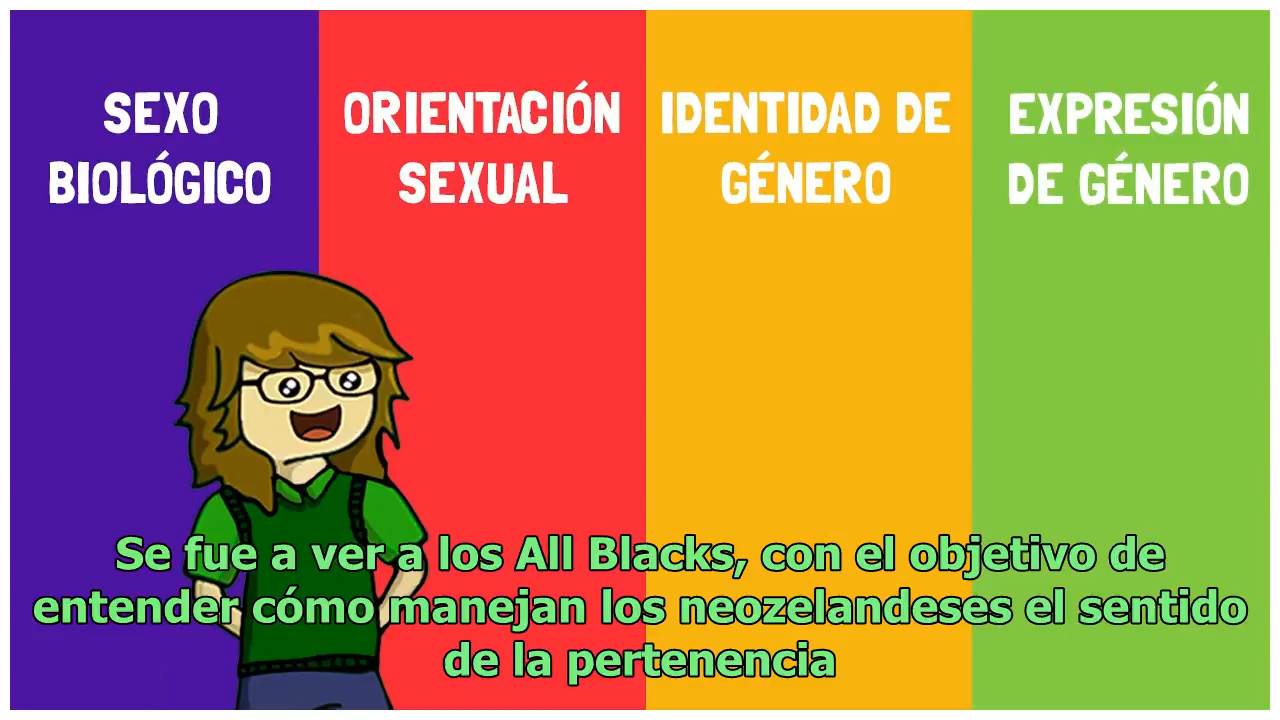 SEXO
BIOLÓGICO
ORIENTACIÓN
SEXUAL
IDENTIDAD DE
GÉNERO
EXPRESIÓN
DE GÉNERO
Se fue a ver a los All Blacks, con el objetivo de
entender cómo manejan los neozelandeses el sentido
de la pertenencia